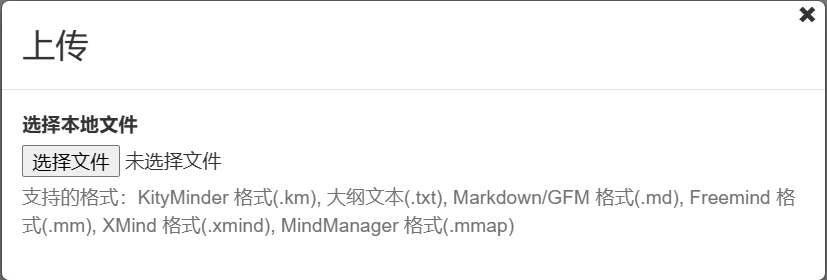 上传
选择本地文件
选择文件 未选择文件
支持的格式：KityMinder 格式(.km), 大纲文本(.txt), Markdown/GFM 格式(.md), Freemind 格
式(.mm), XMind 格式(.xmind), MindManager 格式(.mmap)